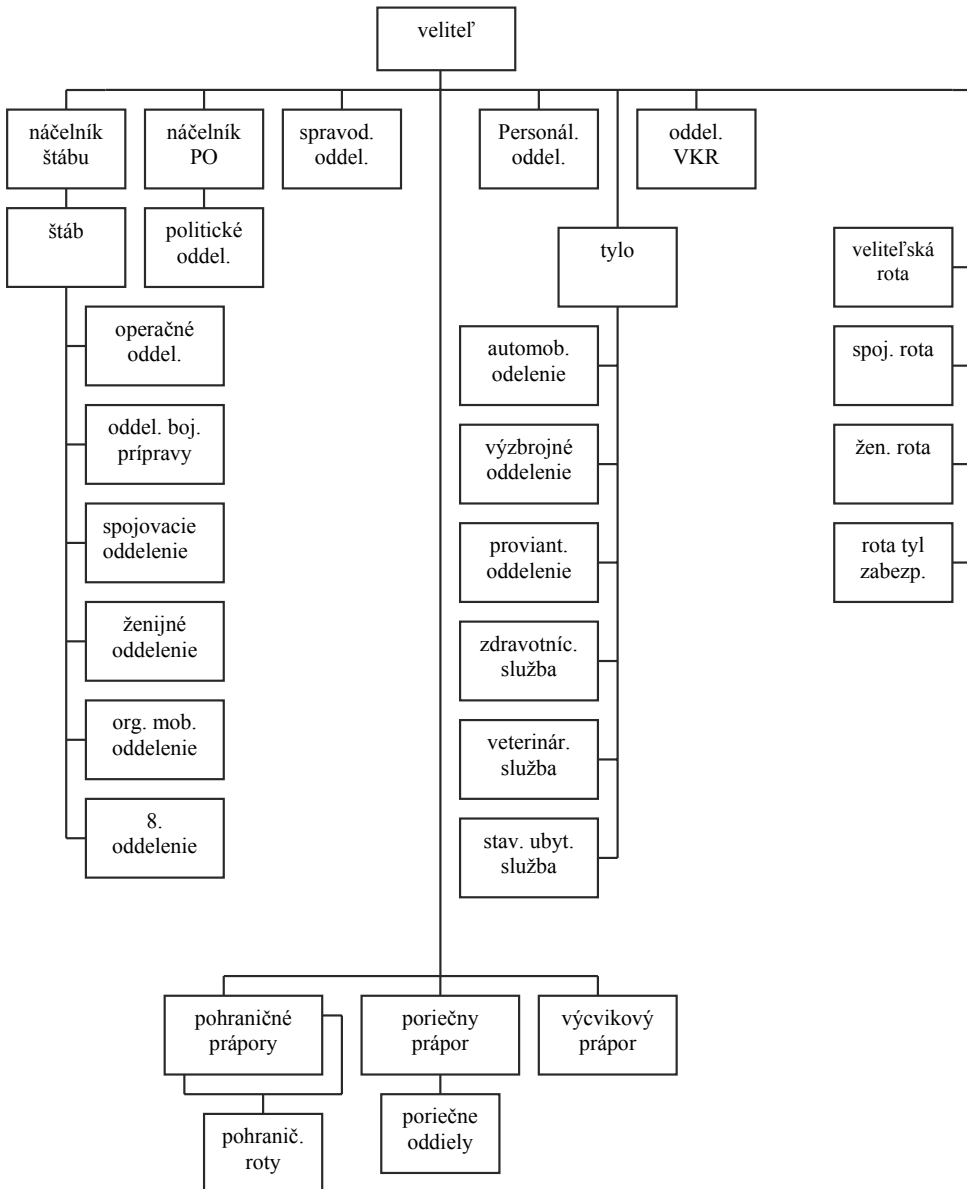 veliteľ
náčelník
štábu
náčelník
PO
spravod.
oddel.
Personál.
oddel.
oddel.
VKR
štáb
politické
oddel.
tylo
veliteľská
rota
operačné
oddel.
automob.
odelenie
spoj. rota
oddel. boj.
prípravy
výzbrojné
oddelenie
žen. rota
spojovacie
oddelenie
proviant.
oddelenie
rota tyl
zabezp.
ženijné
oddelenie
zdravotníc.
služba
org. mob.
oddelenie
veterinár.
služba
8.
oddelenie
stav. ubyt.
služba
pohraničné
prápory
poriečny
prápor
výcvikový
prápor
pohranič.
roty
poriečne
oddiely